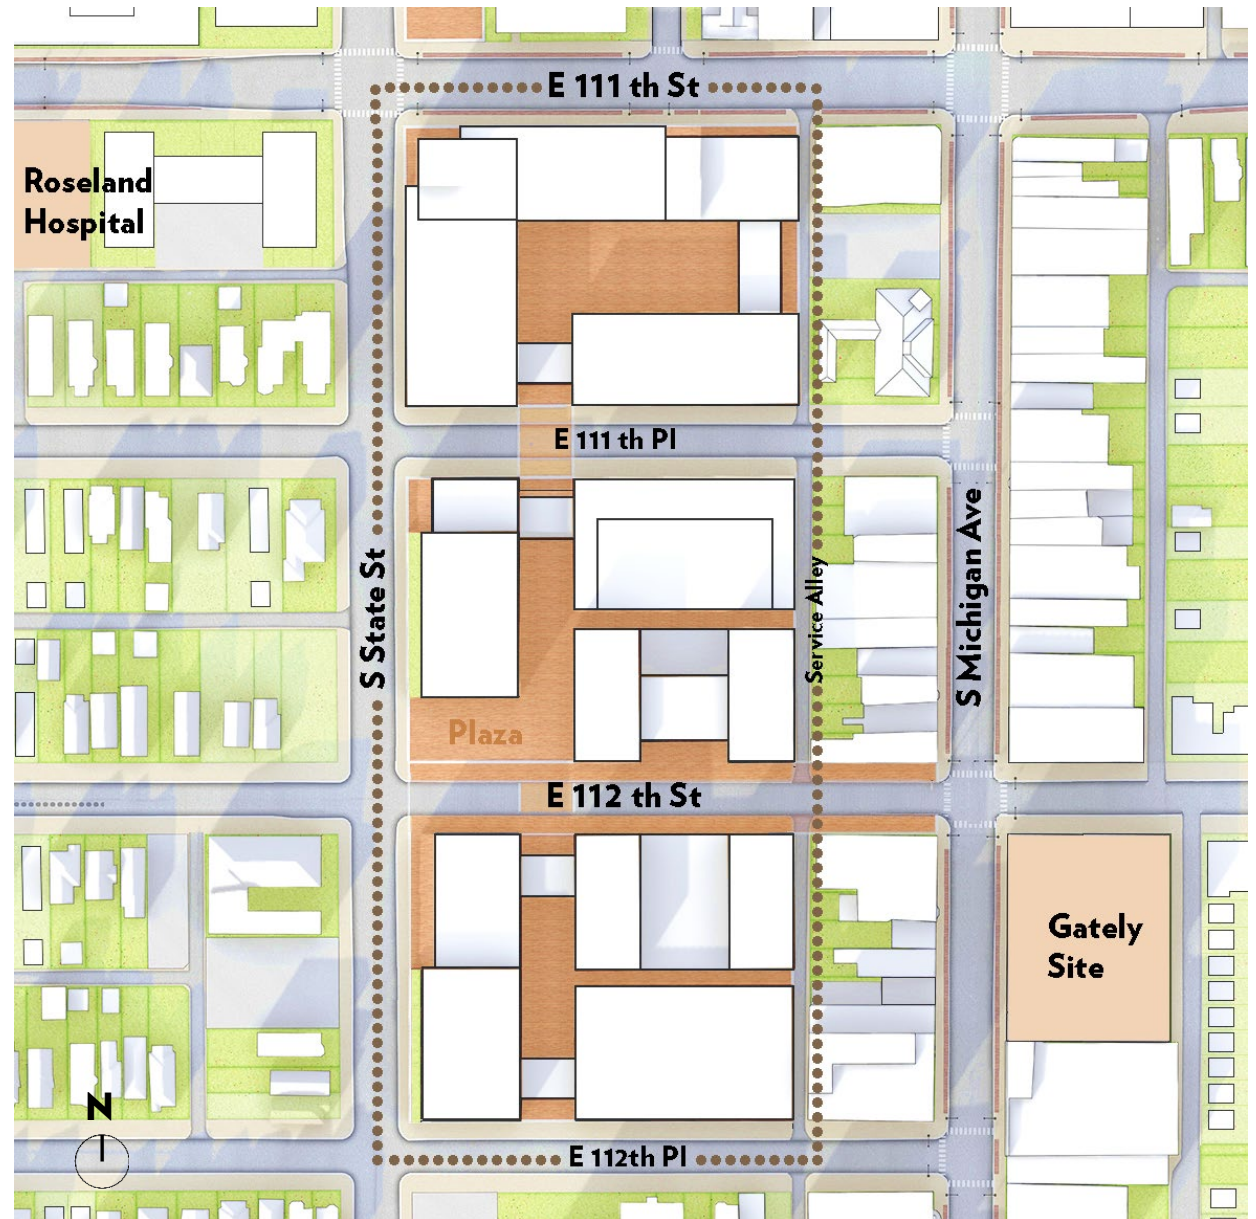 E 111 th St
Roseland
Hospital
E 111 th Pl
S State St
Service Alley
S Michigan Ave
Plaza
E 112 th St
Gately
Site
N
E 112th Pl